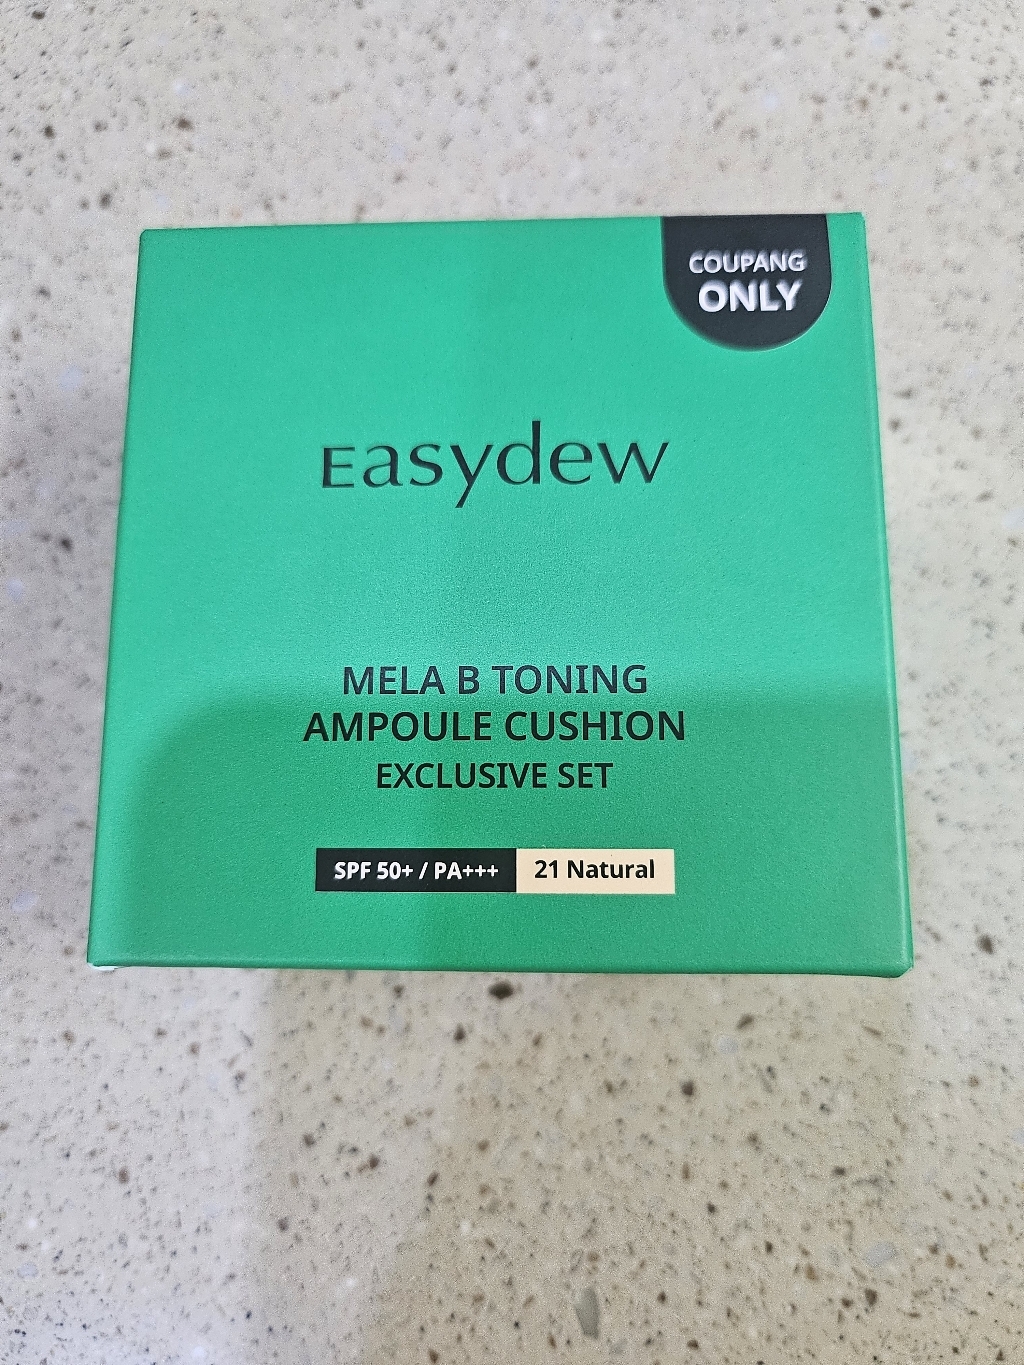 COUPANG
ONLY
Easydew
MELA B TONING
AMPOULE CUSHION
EXCLUSIVE SET
SPF 50+ / PA+++ 21 Natural